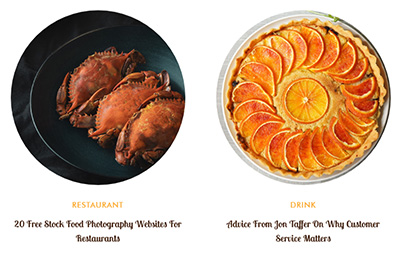 RESTAURANT
20 Free Stock Food Photography Websites For
Restaurants
DRINK
Advice From Jon Taffer On Why Customer
Service Matters